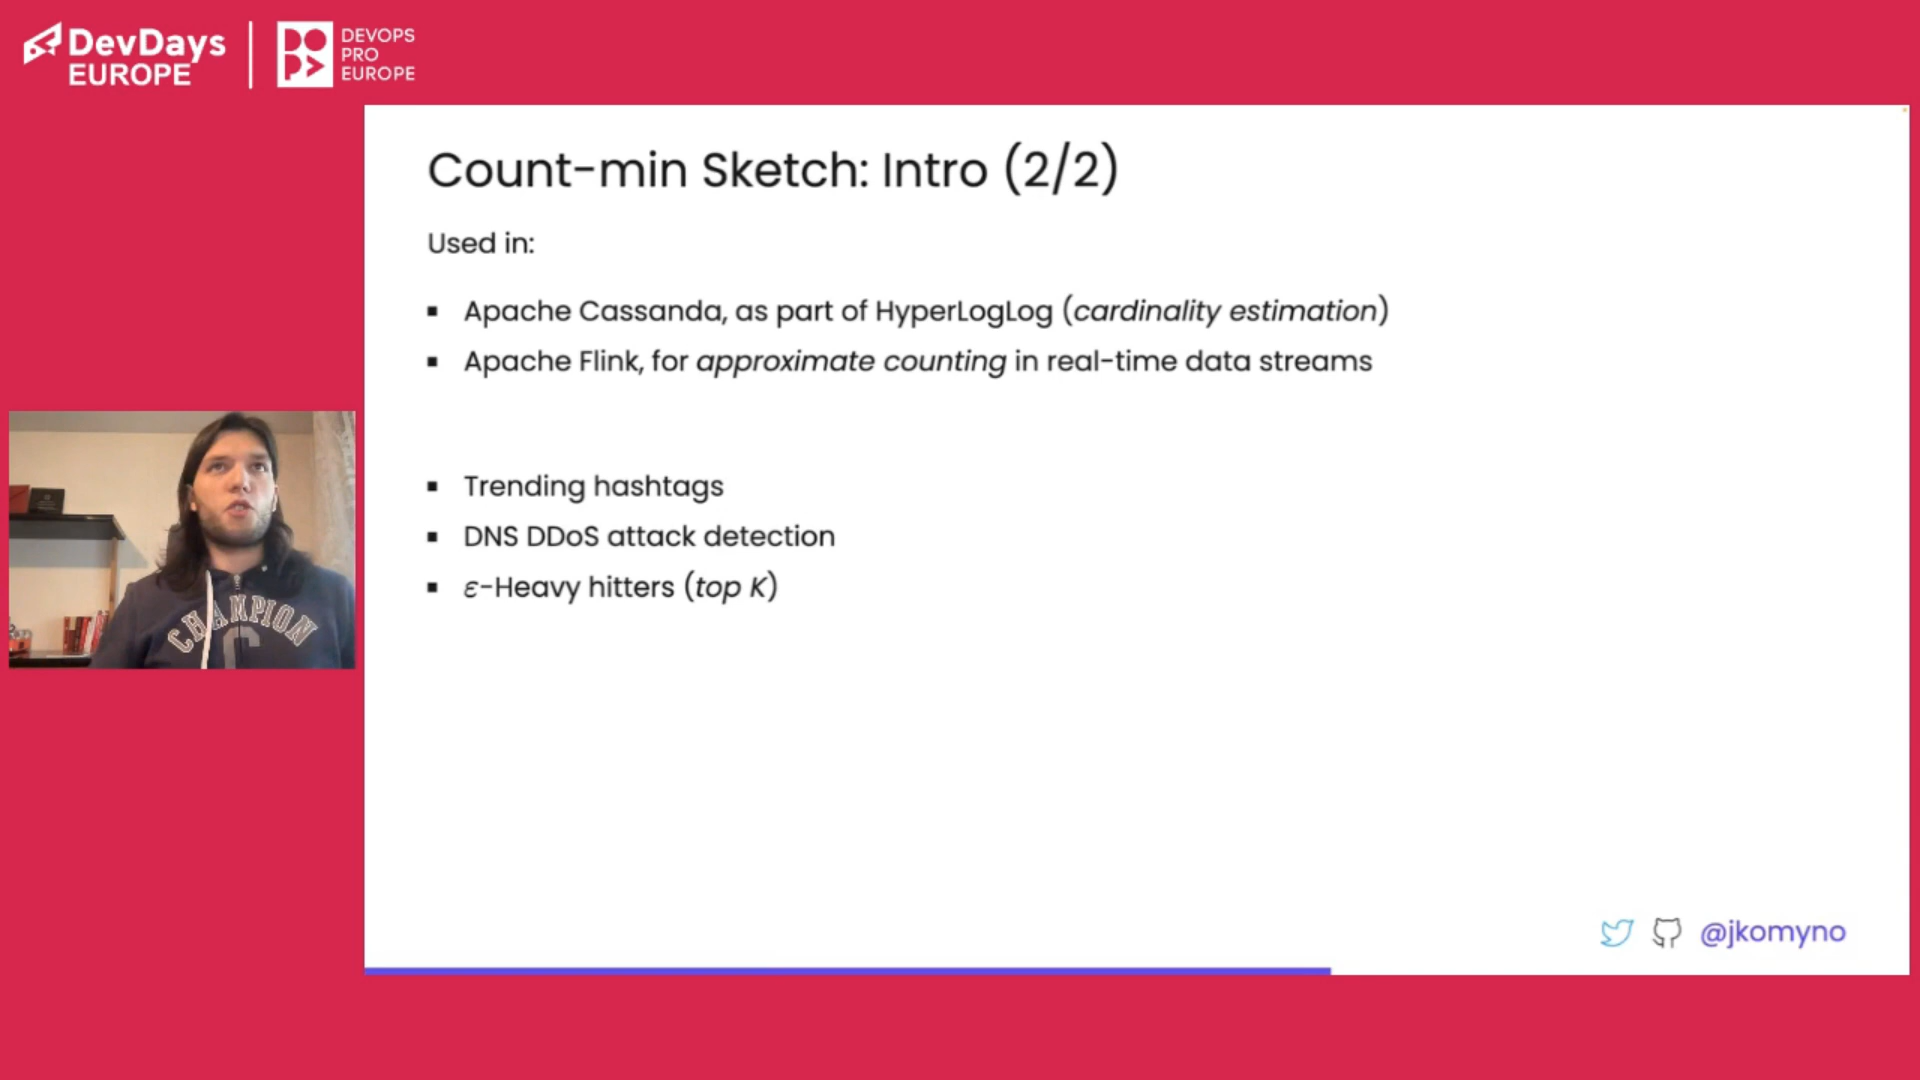 DevDays
EUROPE
DEVOPS
PRO
EUROPE
Count-min Sketch: Intro (2/2)
Used in:
▪ Apache Cassanda, as part of HyperLogLog (cardinality estimation)
▪ Apache Flink, for approximate counting in real-time data streams
▪ Trending hashtags
▪ DNS DDoS attack detection
▪ ε-Heavy hitters (top K)
CHAMPION
C
@jkomyno